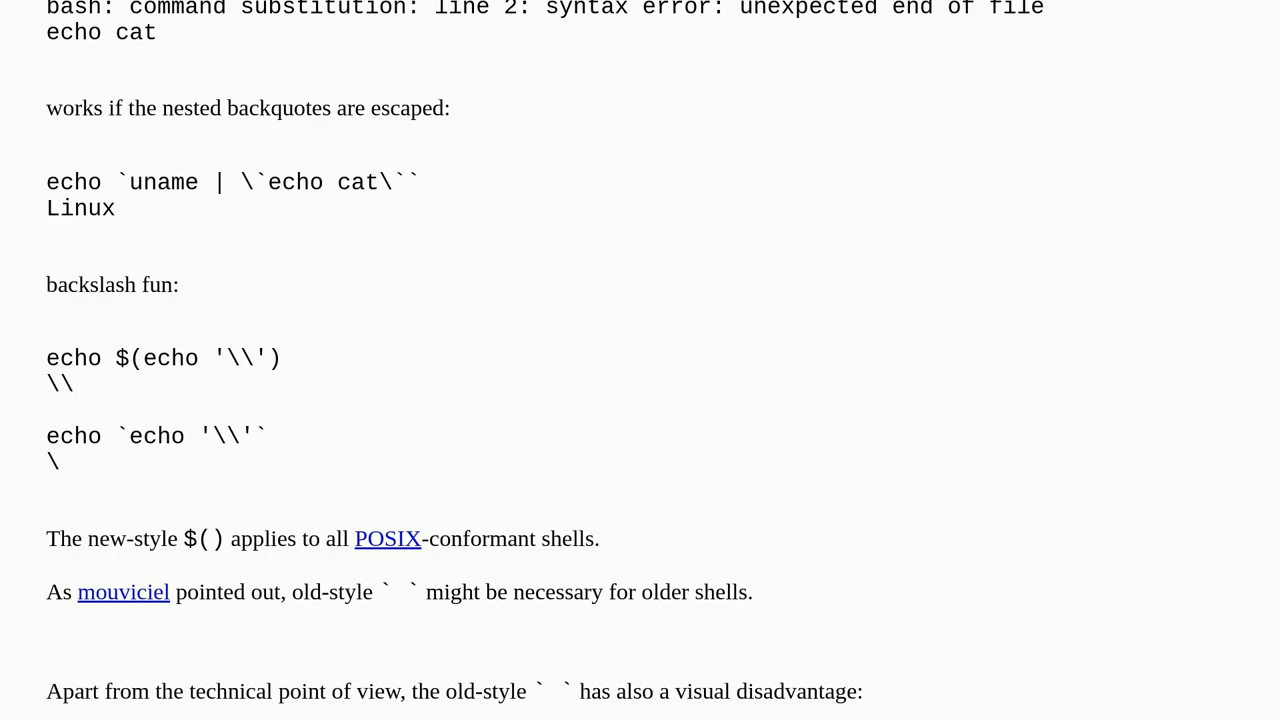 bash: command substitution: line 2: syntax error: unexpected end of file
echo cat
works if the nested backquotes are escaped:
echo `uname | \`echo cat\``
Linux
backslash fun:
echo $(echo '\\')
\\
echo `echo '\\'`
\
The new-style $() applies to all POSIX-conformant shells.
As mouviciel pointed out, old-style ` ` might be necessary for older shells.
Apart from the technical point of view, the old-style ` ` has also a visual disadvantage: